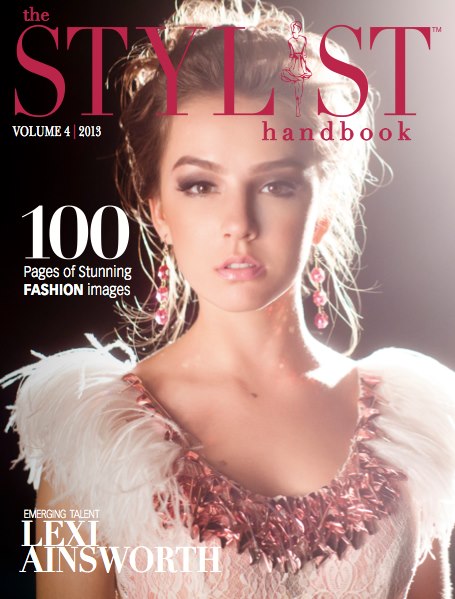 the
STYLIST™
handbook
VOLUME 4 | 2013
100
Pages of Stunning
FASHION images
EMERGING TALENT
LEXI
AINSWORTH